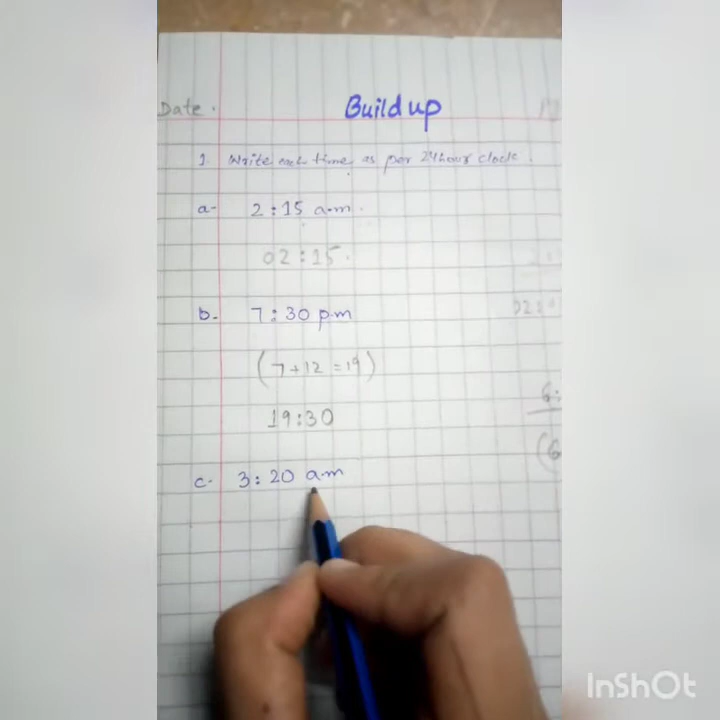 Date.
Build up
1. Write each time as per 24 hour clock.
a- 2:15 a.m.
02:15.
b. 7:30 p.m
(7+12=19)
19:30
c. 3:20 a.m
InShOt